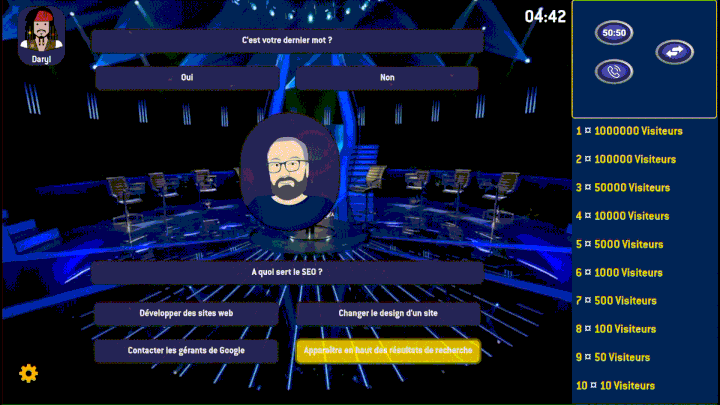 04:42
Daryl
C'est votre dernier mot ?
Oui
Non
50:50
A quoi sert le SEO ?
Développer des sites web
Changer le design d'un site
Contacter les gérants de Google
Apparaître en haut des résultats de recherche
1 ¤ 1000000 Visiteurs
2 ¤ 100000 Visiteurs
3 ¤ 50000 Visiteurs
4 ¤ 10000 Visiteurs
5 ¤ 5000 Visiteurs
6 ¤ 1000 Visiteurs
7 ¤ 500 Visiteurs
8 ¤ 100 Visiteurs
9 ¤ 50 Visiteurs
10 ¤ 10 Visiteurs